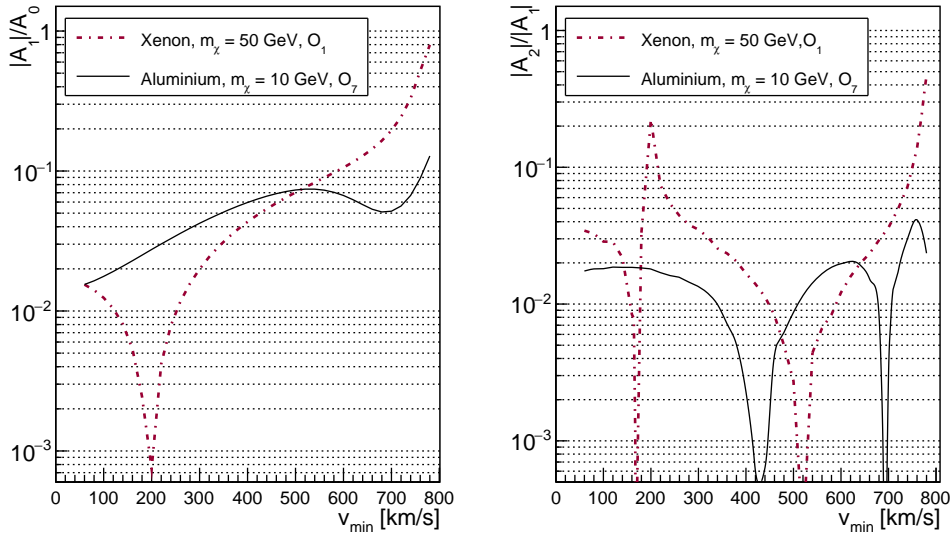 |A₁|/A₀
1
10⁻¹
10⁻²
10⁻³
Xenon, mχ = 50 GeV, O₁
Aluminium, mχ = 10 GeV, O₇
0 100 200 300 400 500 600 700 800
vmin [km/s]
|A₂|/|A₁|
1
10⁻¹
10⁻²
10⁻³
Xenon, mχ = 50 GeV,O₁
Aluminium, mχ = 10 GeV, O₇
0 100 200 300 400 500 600 700 800
vmin [km/s]